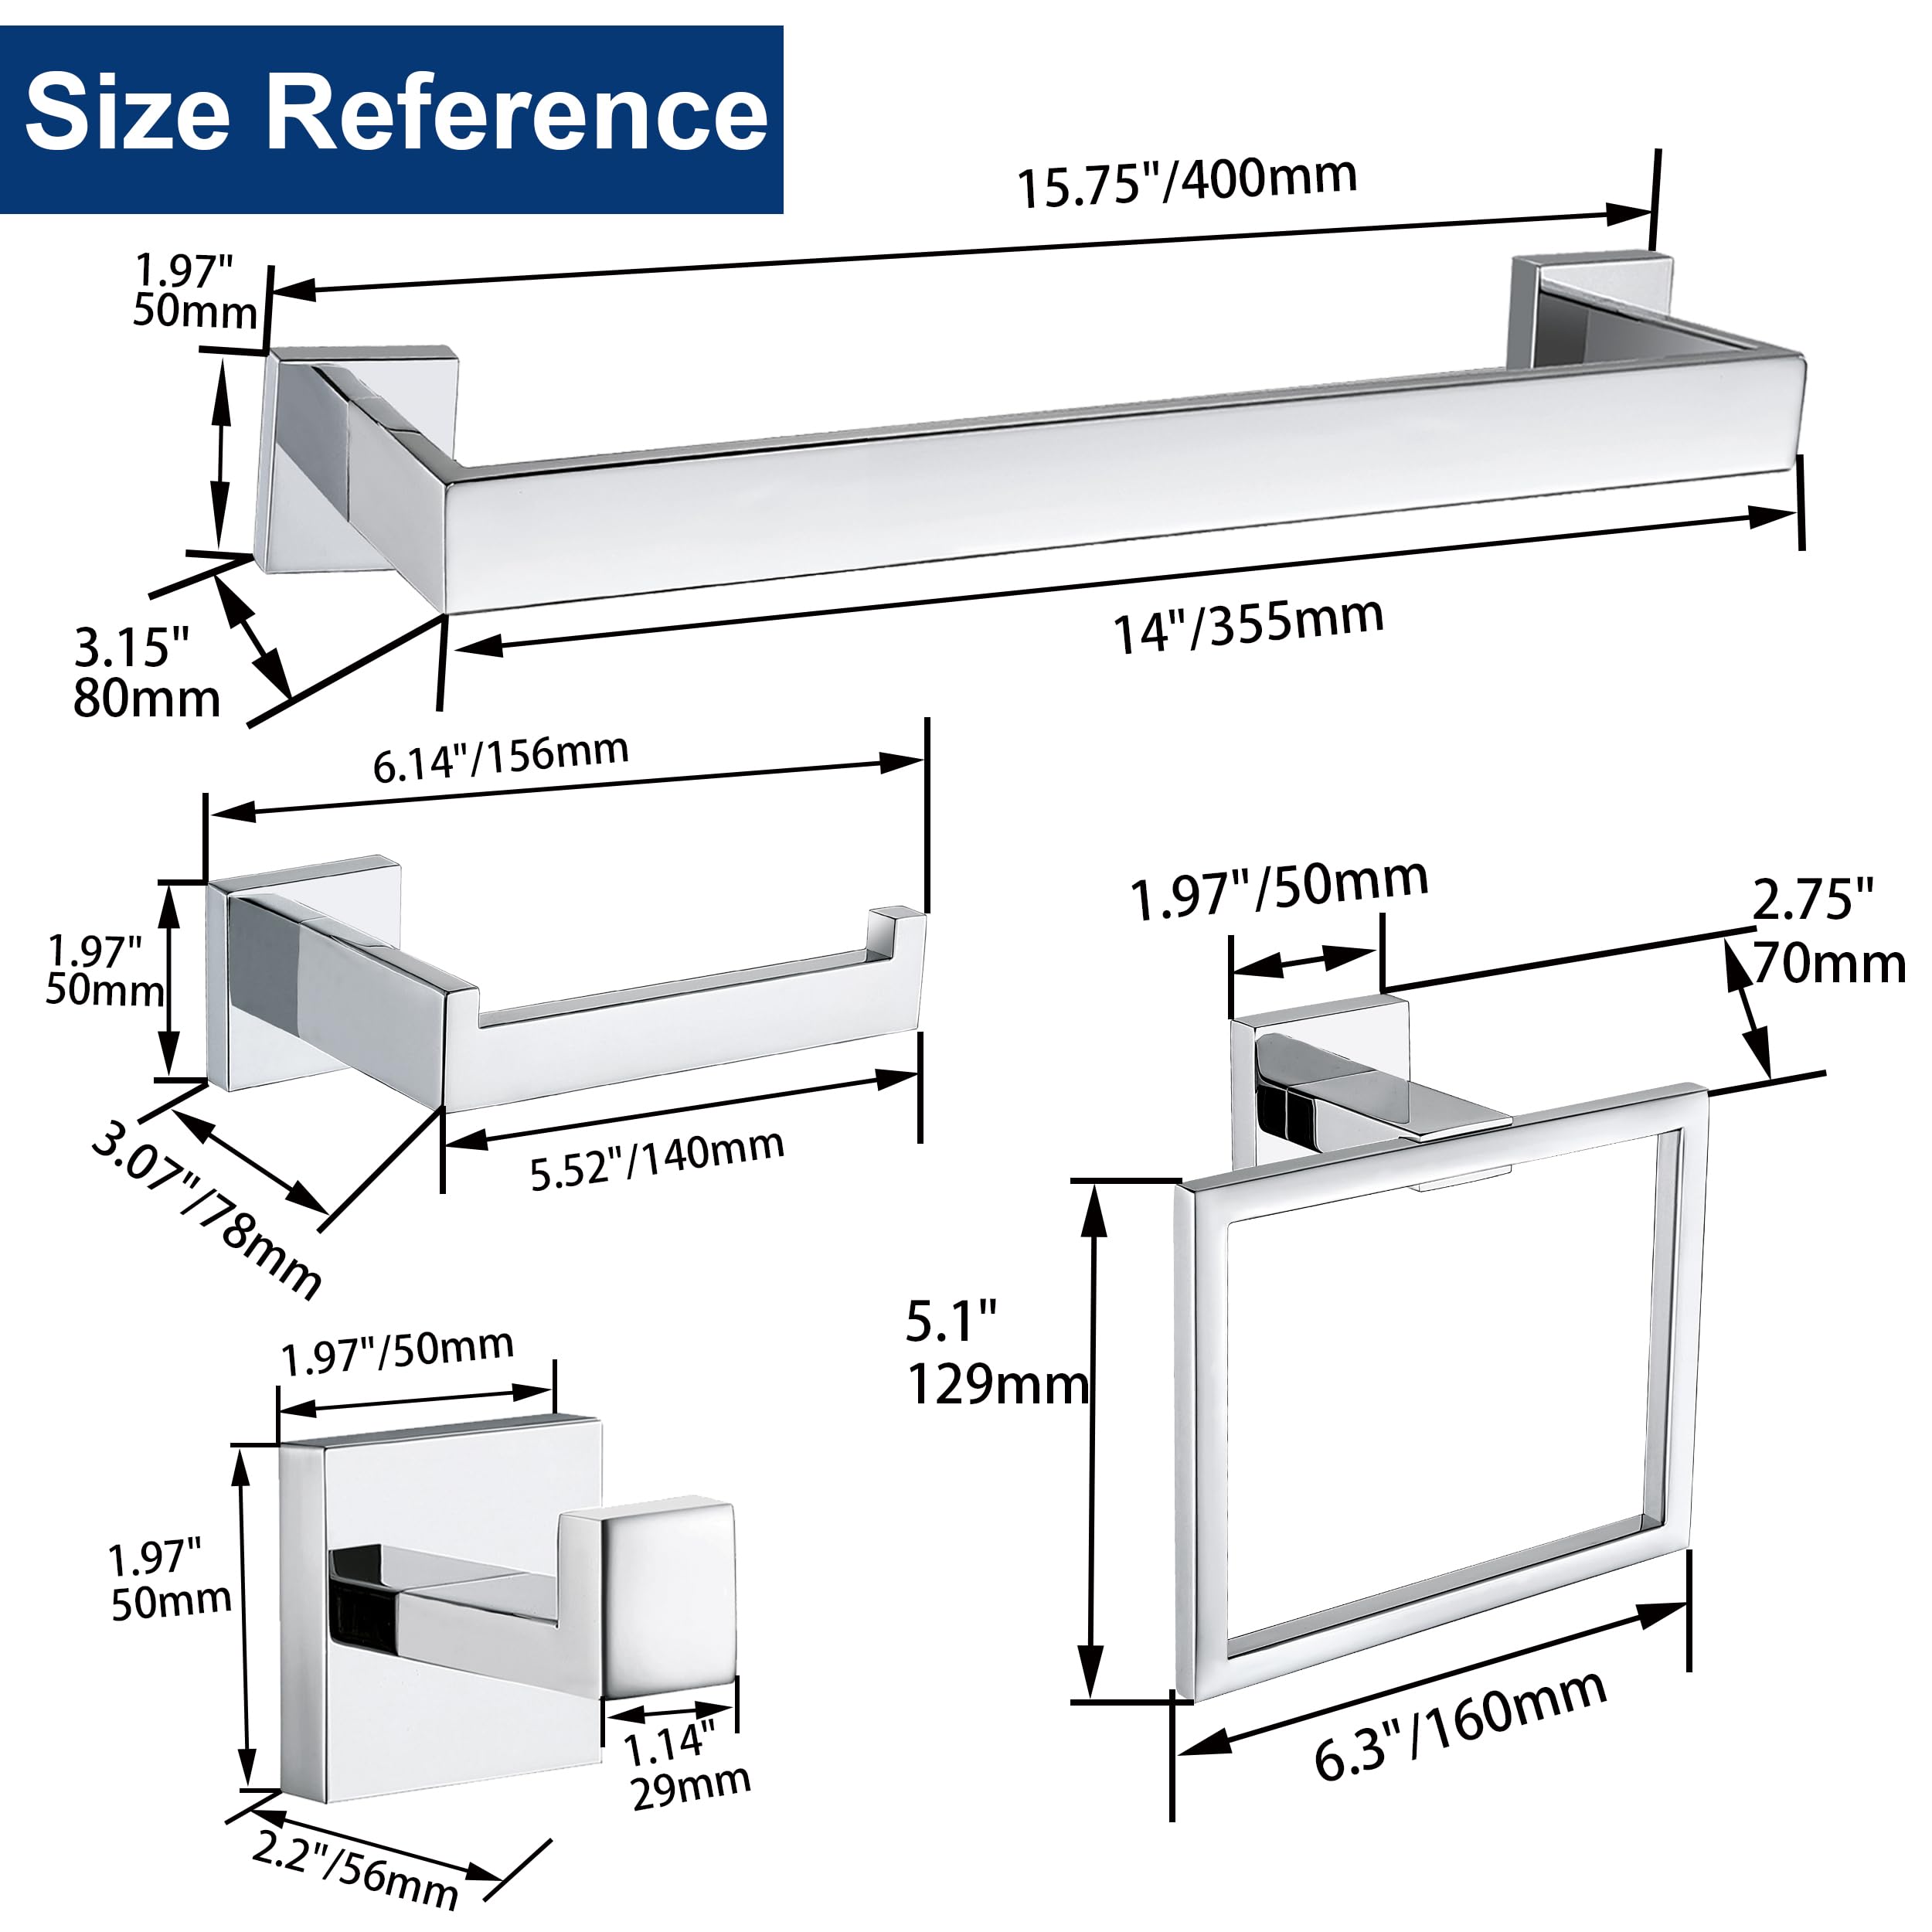 Size Reference
15.75"/400mm
1.97"
50mm
14"/355mm
3.15"
80mm
6.14"/156mm
1.97"
50mm
5.52"/140mm
3.07"/78mm
1.97"/50mm
2.75"
70mm
5.1"
129mm
6.3"/160mm
1.97"/50mm
1.97"
50mm
1.14"
29mm
2.2"/56mm